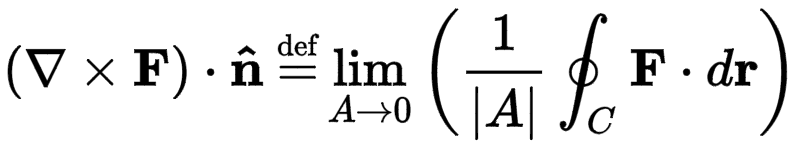 (∇ × 𝐅) · 𝐧̂ ≝ lim_{A→0} ( 1/|A| ∮_C 𝐅 · d𝐫 )